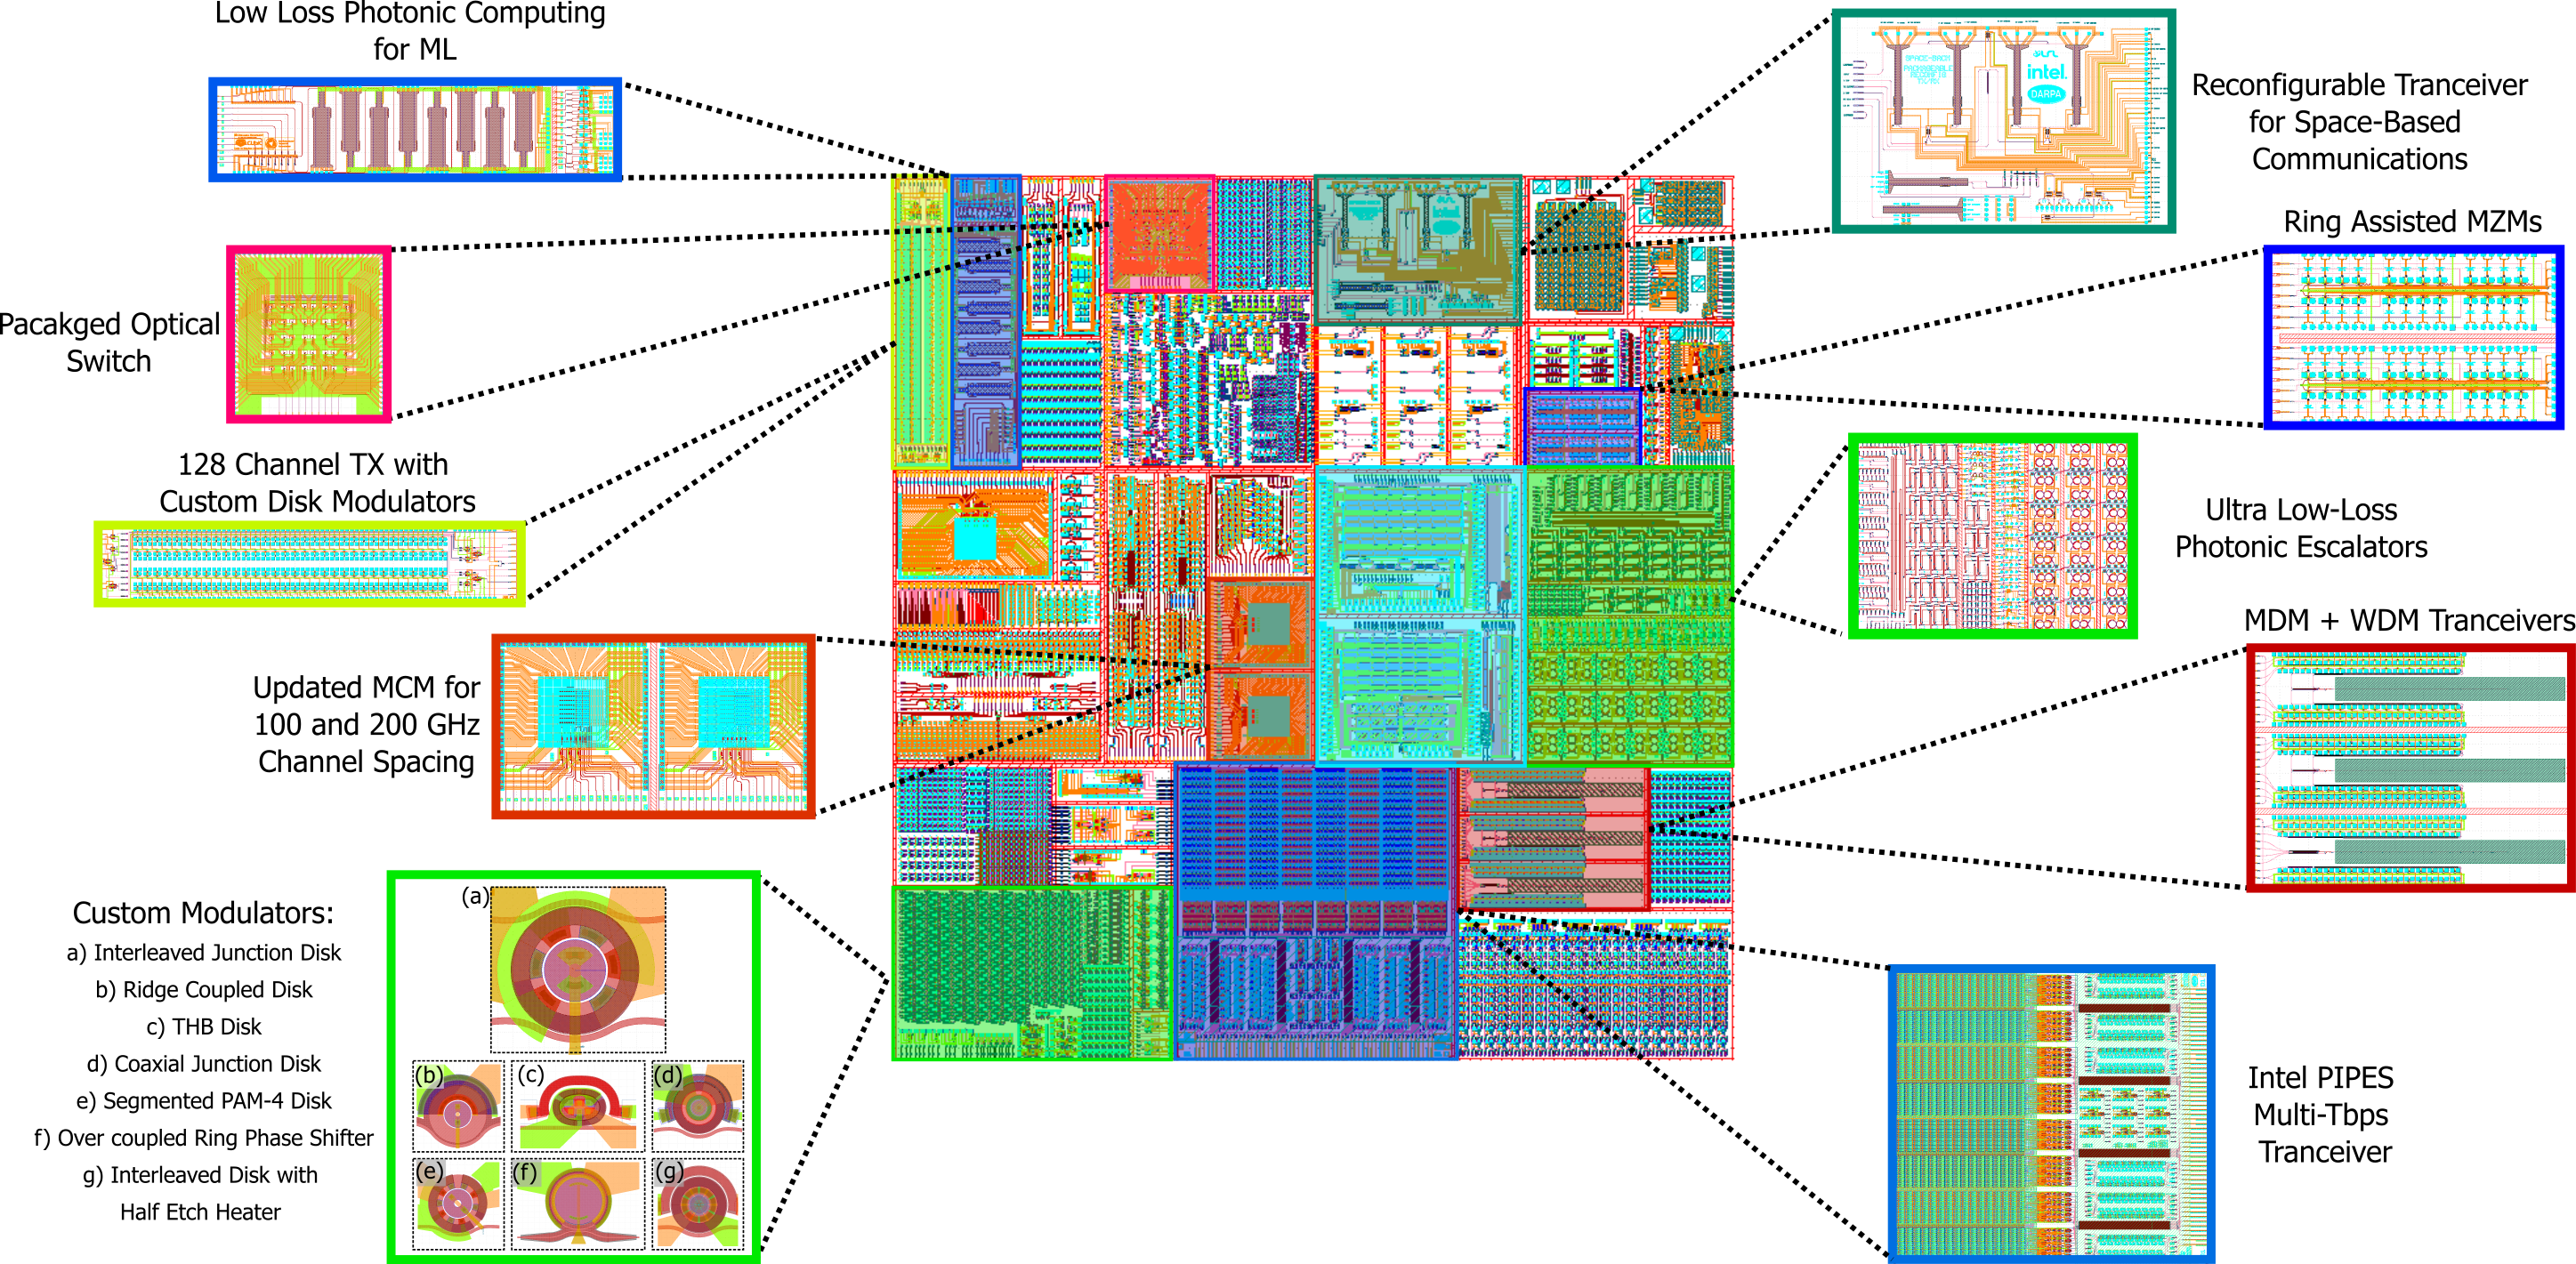 Low Loss Photonic Computing
for ML
Pacakged Optical
Switch
128 Channel TX with
Custom Disk Modulators
Updated MCM for
100 and 200 GHz
Channel Spacing
Custom Modulators:
a) Interleaved Junction Disk
b) Ridge Coupled Disk
c) THB Disk
d) Coaxial Junction Disk
e) Segmented PAM-4 Disk
f) Over coupled Ring Phase Shifter
g) Interleaved Disk with
Half Etch Heater
(a)
(b)
(c)
(d)
(e)
(f)
(g)
intel
intel.
DARPA
Reconfigurable Tranceiver
for Space-Based
Communications
Ring Assisted MZMs
Ultra Low-Loss
Photonic Escalators
MDM + WDM Tranceivers
Intel PIPES
Multi-Tbps
Tranceiver